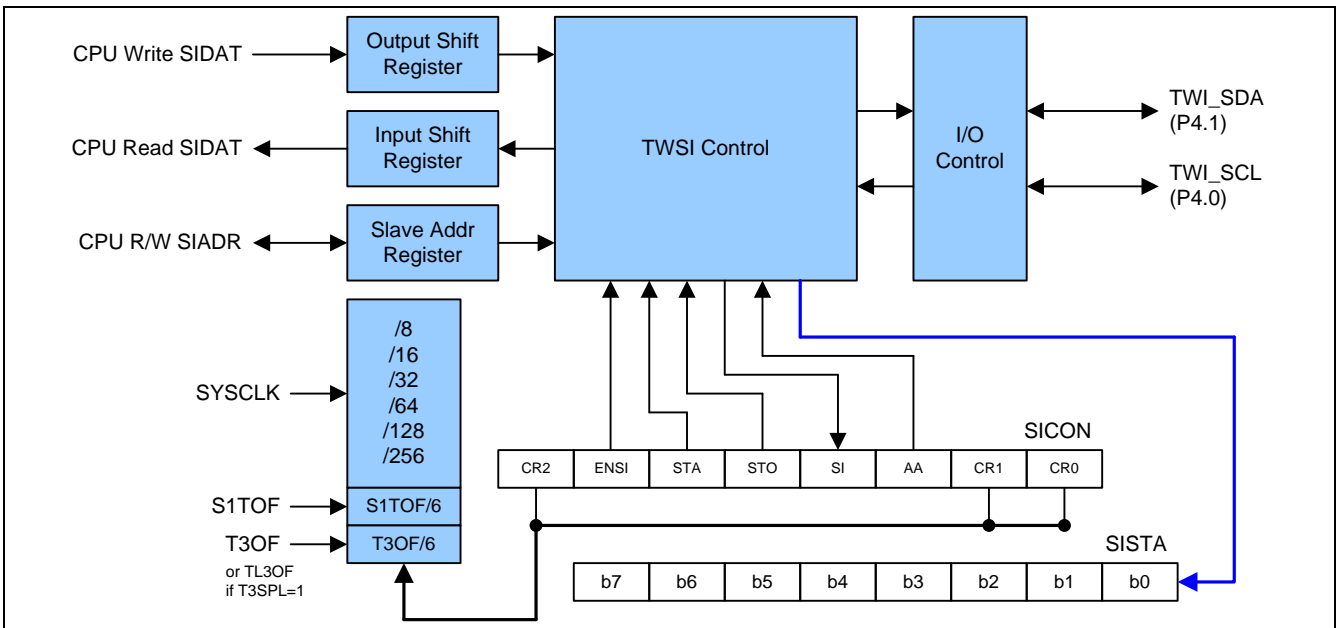 CPU Write SIDAT
Output Shift
Register
CPU Read SIDAT
Input Shift
Register
CPU R/W SIADR
Slave Addr
Register
TWSI Control
I/O
Control
TWI_SDA
(P4.1)
TWI_SCL
(P4.0)
SYSCLK
/8
/16
/32
/64
/128
/256
S1TOF
S1TOF/6
T3OF
or TL3OF
if T3SPL=1
T3OF/6
SICON
CR2 ENSI STA STO SI AA CR1 CR0
SISTA
b7 b6 b5 b4 b3 b2 b1 b0